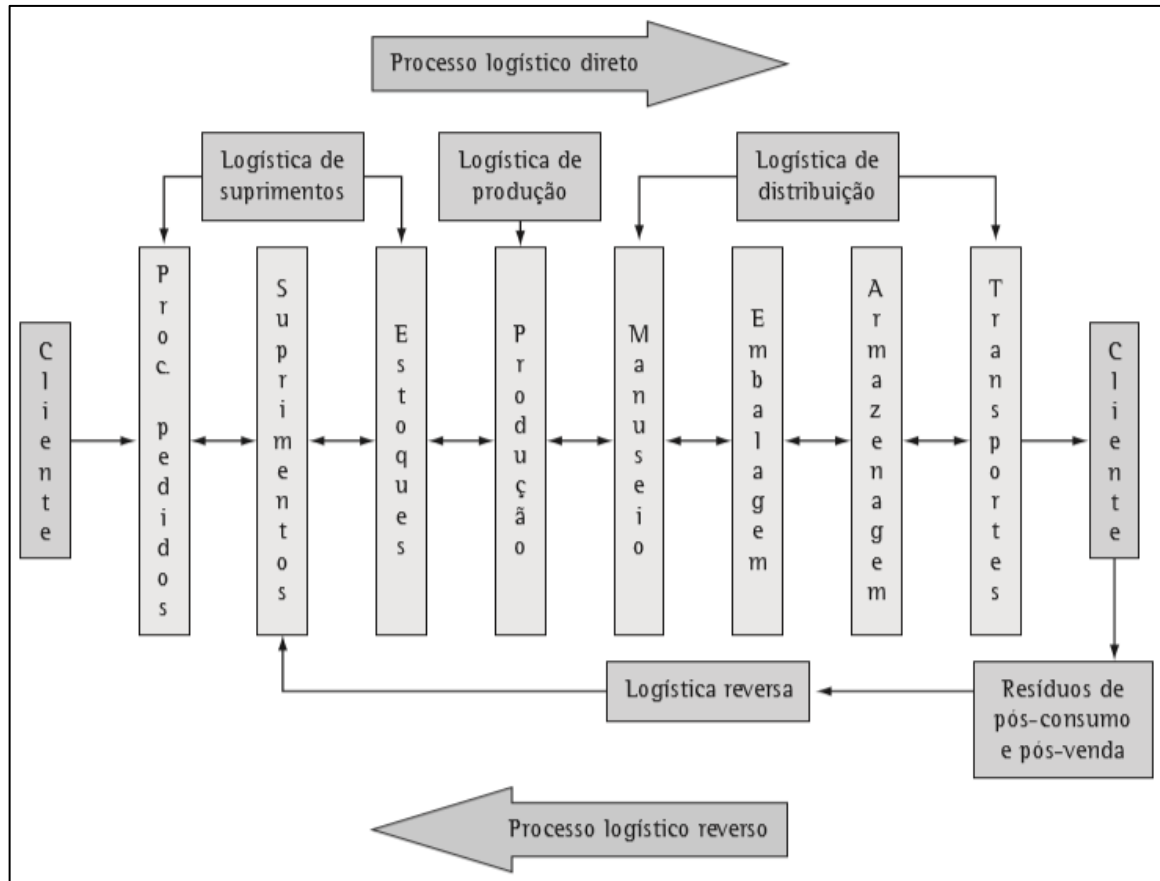 Processo logístico direto
Logística de
suprimentos
Logística de
produção
Logística de
distribuição
Cliente
Proc. pedidos
Suprimentos
Estoques
Produção
Manuseio
Embalagem
Armazenagem
Transportes
Cliente
Logística reversa
Resíduos de
pós-consumo
e pós-venda
Processo logístico reverso